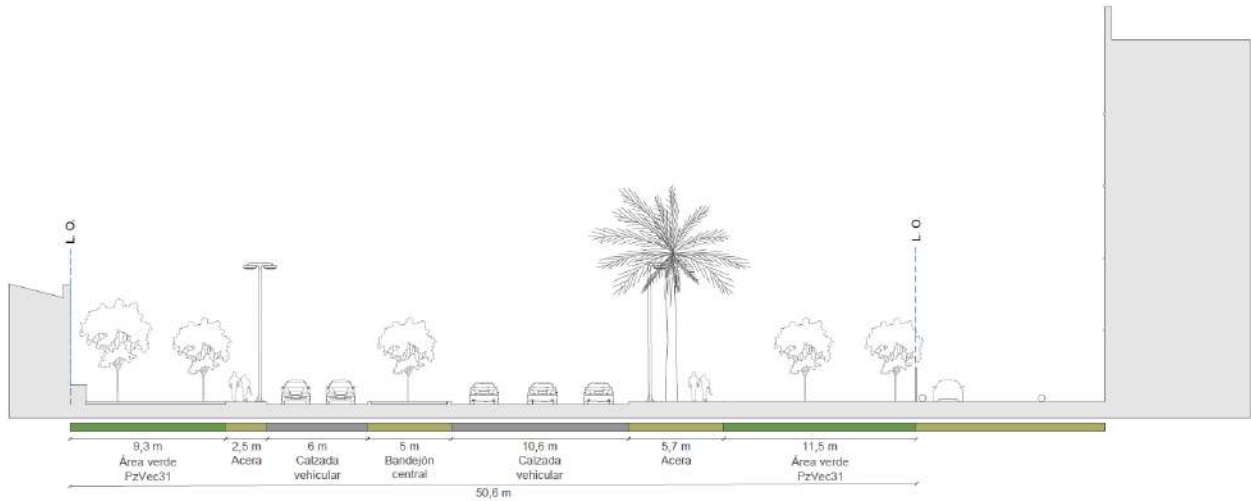 L. O.
L. O.
9,3 m
Área verde
PzVec31
2,5 m
Acera
6 m
Calzada
vehicular
5 m
Bandejón
central
10,6 m
Calzada
vehicular
5,7 m
Acera
11,5 m
Área verde
PzVec31
50,6 m